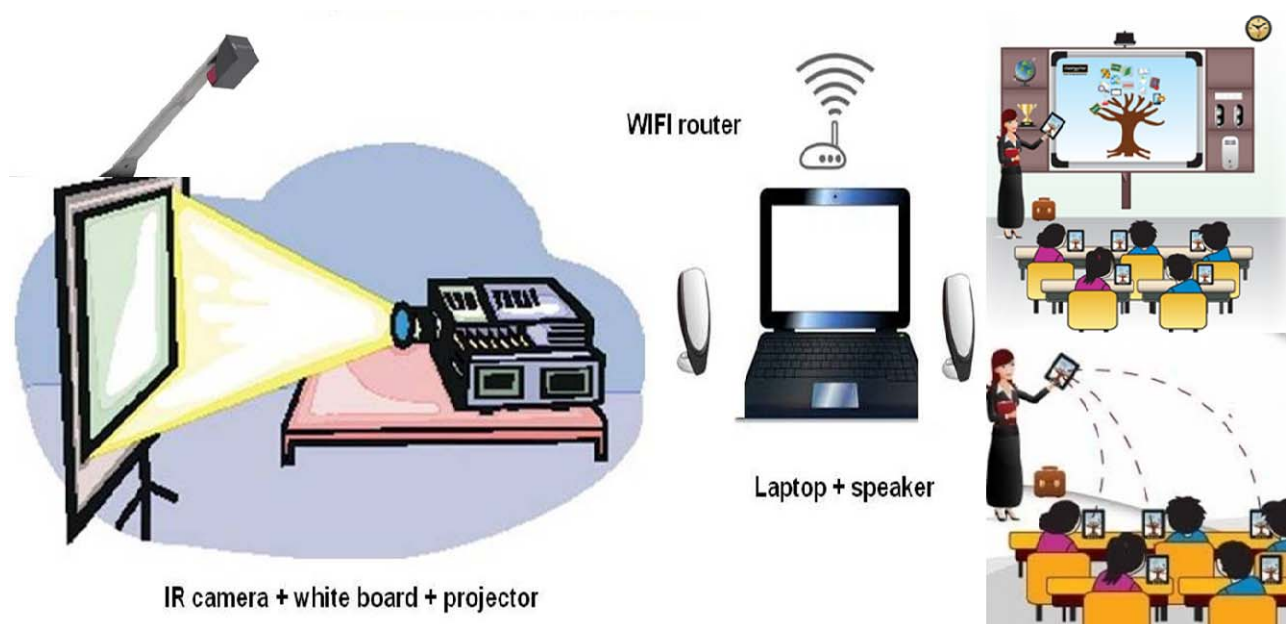 WIFI router
Laptop + speaker
IR camera + white board + projector